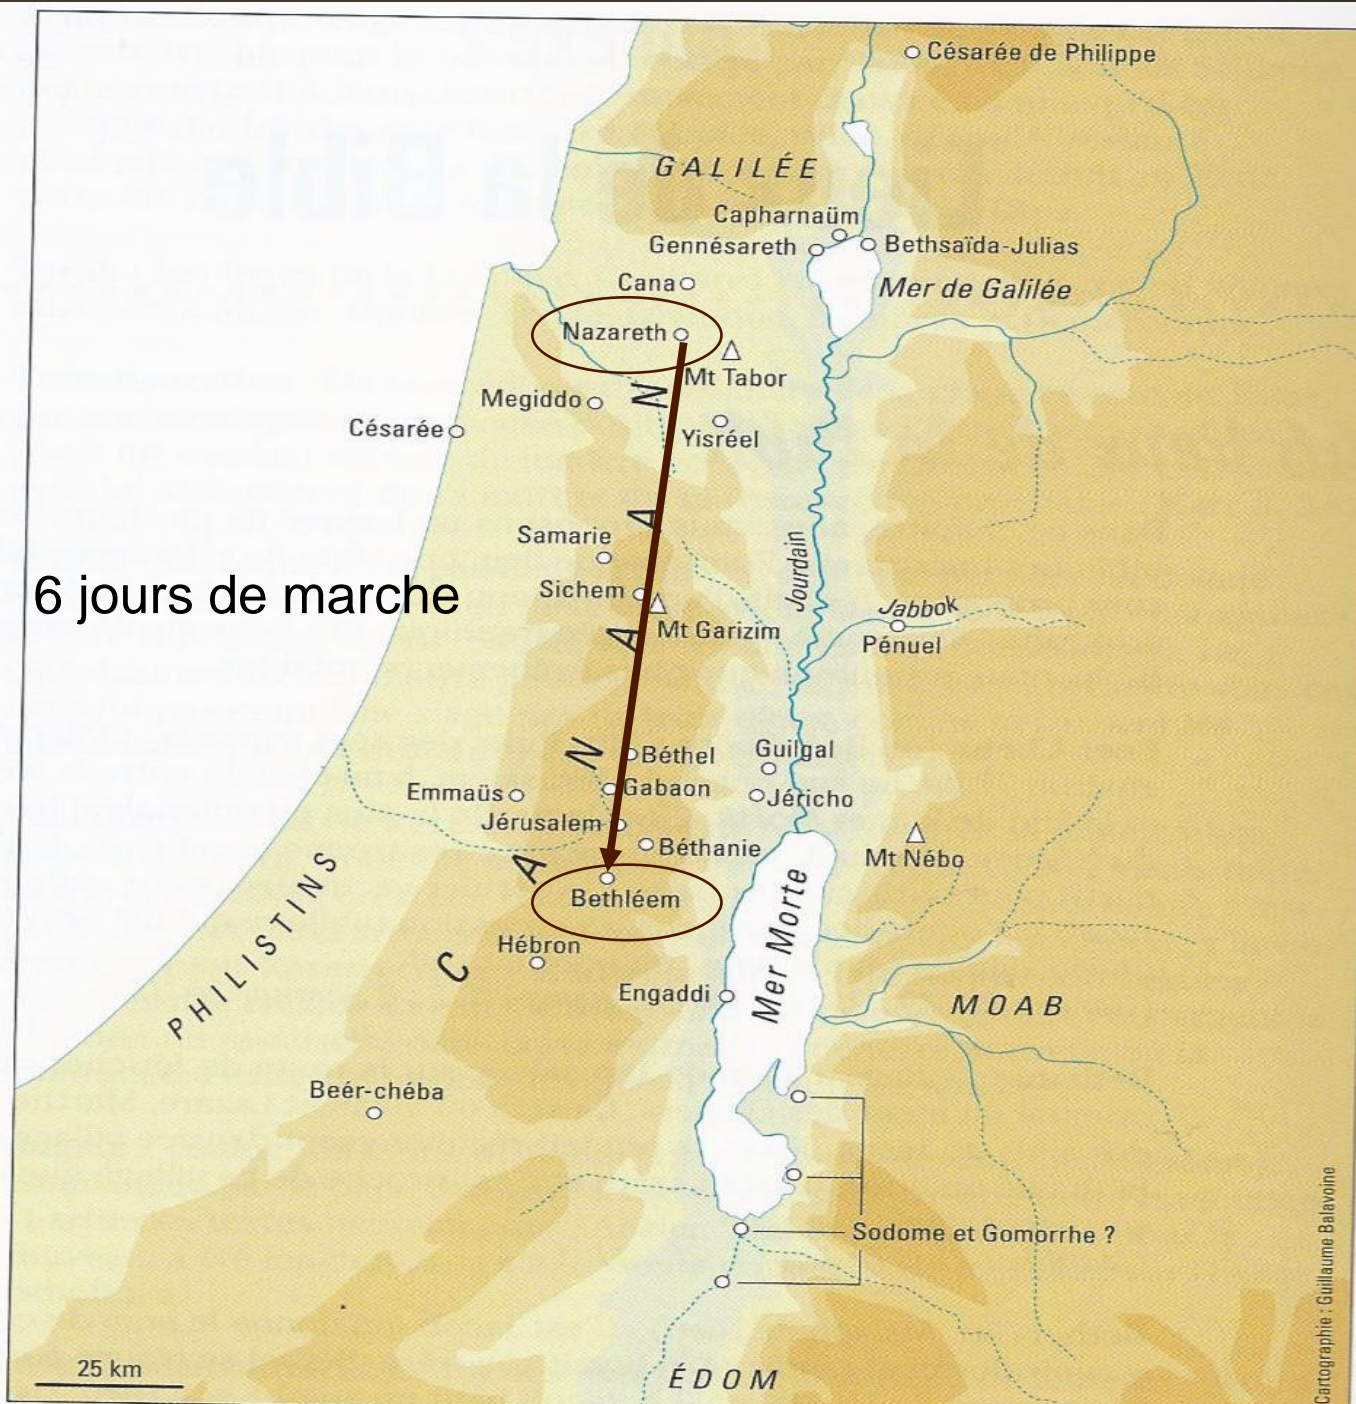 Césarée de Philippe
la Bible
GALILÉE
Capharnaüm
Gennésareth
Bethsaïda-Julias
Cana
Mer de Galilée
Nazareth
Mt Tabor
Megiddo
Césarée
Yisréel
Samarie
Jourdain
6 jours de marche
Sichem
Mt Garizim
Jabbok
Pénuel
CANAAN
Béthel
Guilgal
Emmaüs
Gabaon
Jéricho
Jérusalem
Béthanie
Mt Nébo
Bethléem
PHILISTINS
Hébron
Mer Morte
Engaddi
MOAB
Beér-chéba
Sodome et Gomorrhe ?
25 km
ÉDOM
Cartographie : Guillaume Balavoine